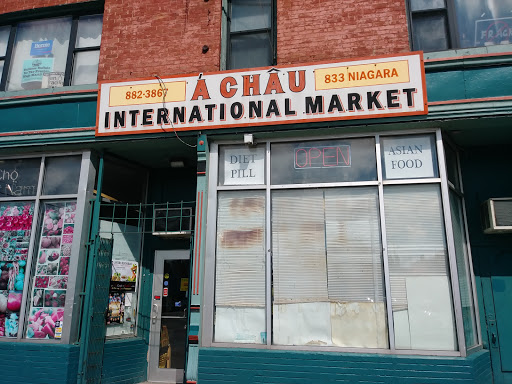 Á CHÂU
882-3867
833 NIAGARA
INTERNATIONAL MARKET
DIET
PILL
OPEN
ASIAN
FOOD